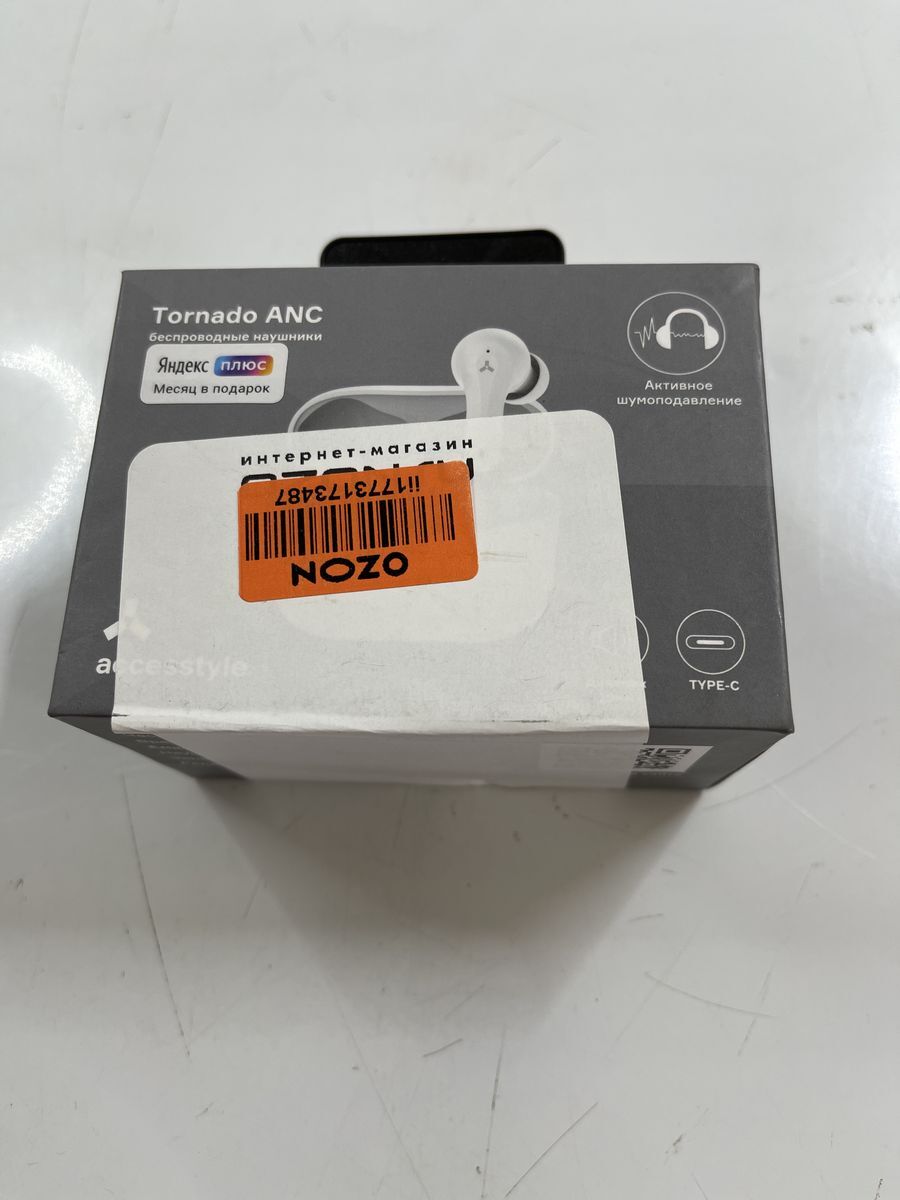 Tornado ANC
беспроводные наушники
Яндекс плюс
Месяц в подарок
Активное
шумоподавление
интернет-магазин
ii1773173487
OZON
accesstyle
TYPE-C